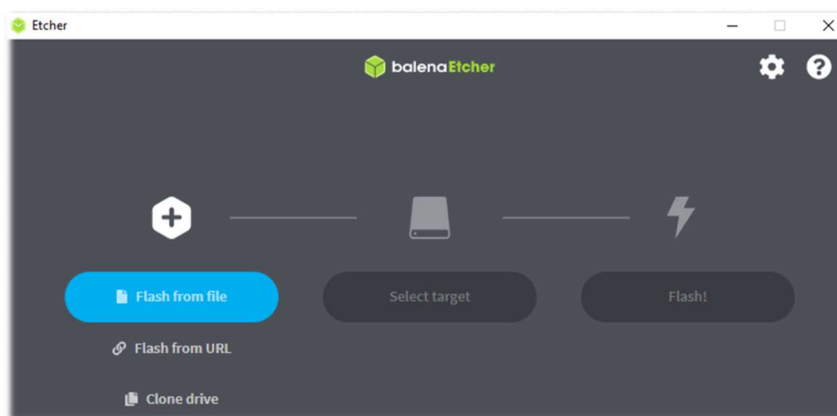 Etcher
balenaEtcher
Flash from file
Select target
Flash!
Flash from URL
Clone drive